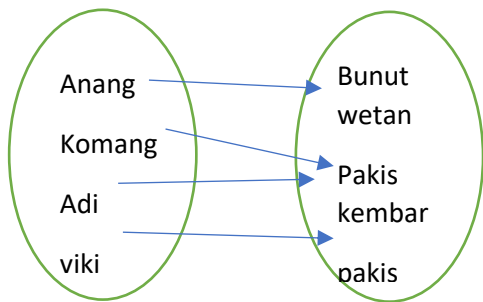 Anang
Komang
Adi
viki
Bunut
wetan
Pakis
kembar
pakis